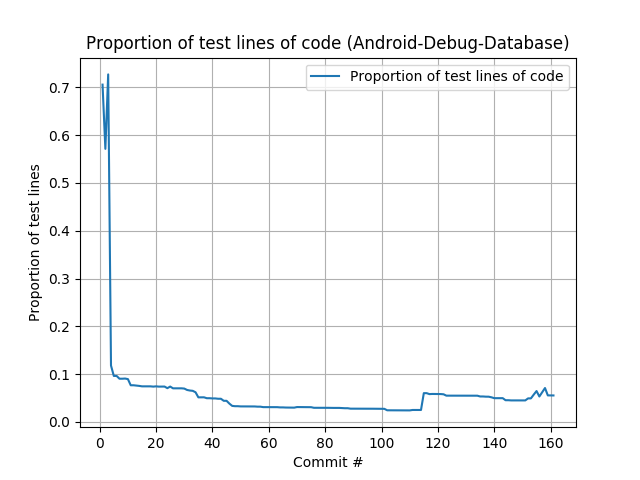 Proportion of test lines of code (Android-Debug-Database)
Proportion of test lines of code
0.7
0.6
0.5
0.4
0.3
0.2
0.1
0.0
Proportion of test lines
0 20 40 60 80 100 120 140 160
Commit #